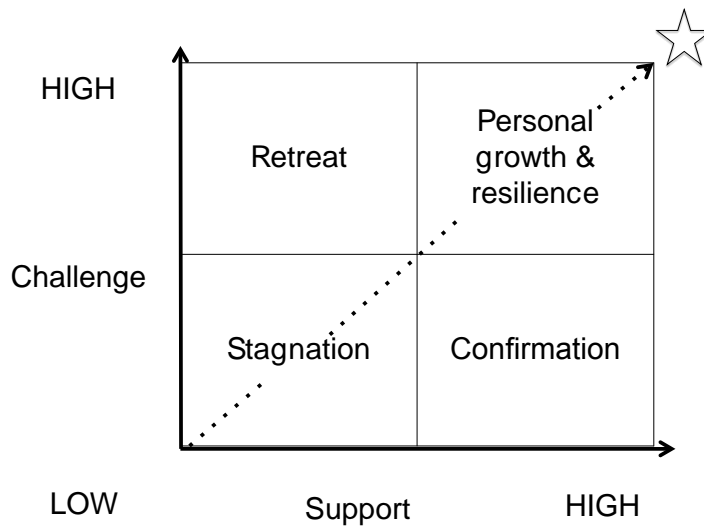 HIGH
Retreat
Personal
growth &
resilience
Challenge
Stagnation
Confirmation
LOW
Support
HIGH